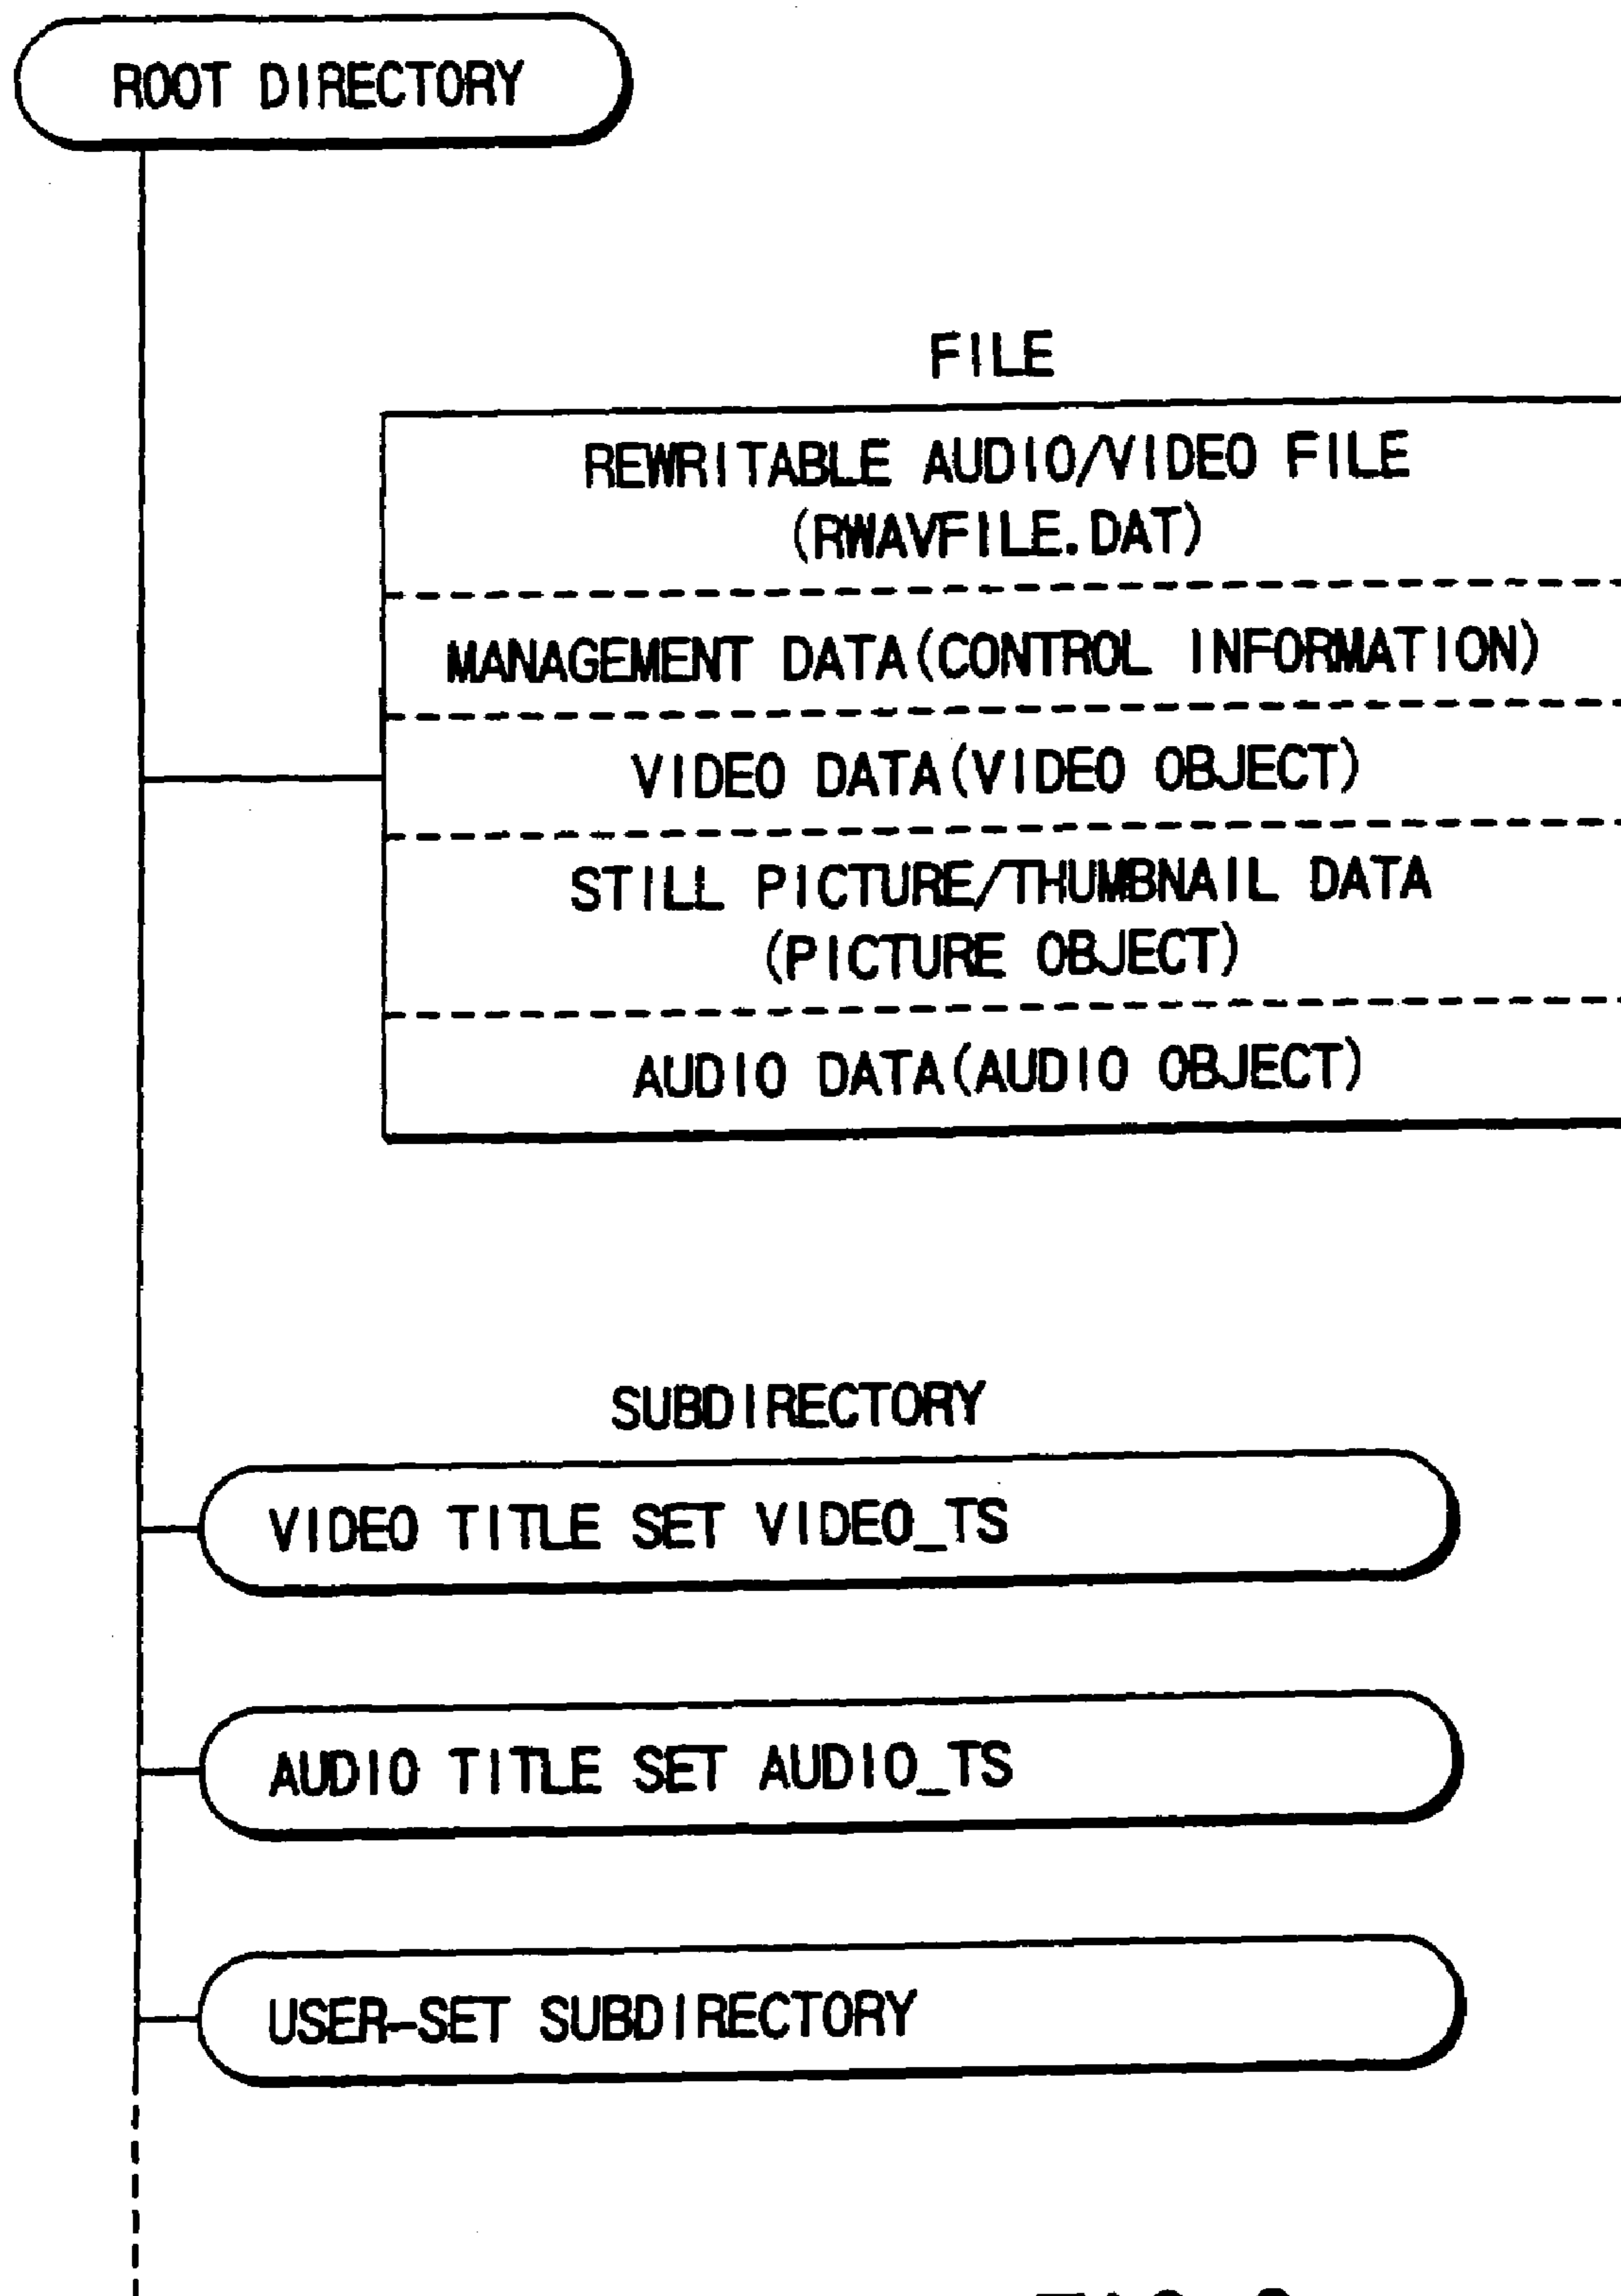 ROOT DIRECTORY
FILE
REWRITABLE AUDIO/VIDEO FILE
(RWAVFILE.DAT)
MANAGEMENT DATA(CONTROL INFORMATION)
VIDEO DATA(VIDEO OBJECT)
STILL PICTURE/THUMBNAIL DATA
(PICTURE OBJECT)
AUDIO DATA(AUDIO OBJECT)
SUBDIRECTORY
VIDEO TITLE SET VIDEO_TS
AUDIO TITLE SET AUDIO_TS
USER-SET SUBDIRECTORY